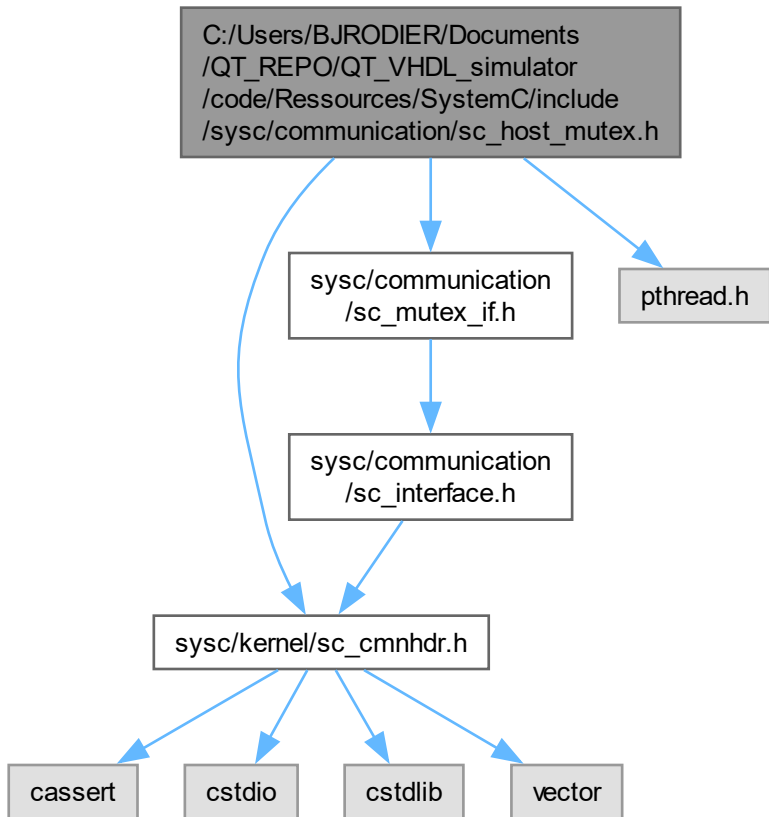 C:/Users/BJRODIER/Documents
/QT_REPO/QT_VHDL_simulator
/code/Ressources/SystemC/include
/sysc/communication/sc_host_mutex.h
sysc/communication
/sc_mutex_if.h
pthread.h
sysc/communication
/sc_interface.h
sysc/kernel/sc_cmnhdr.h
cassert
cstdio
cstdlib
vector